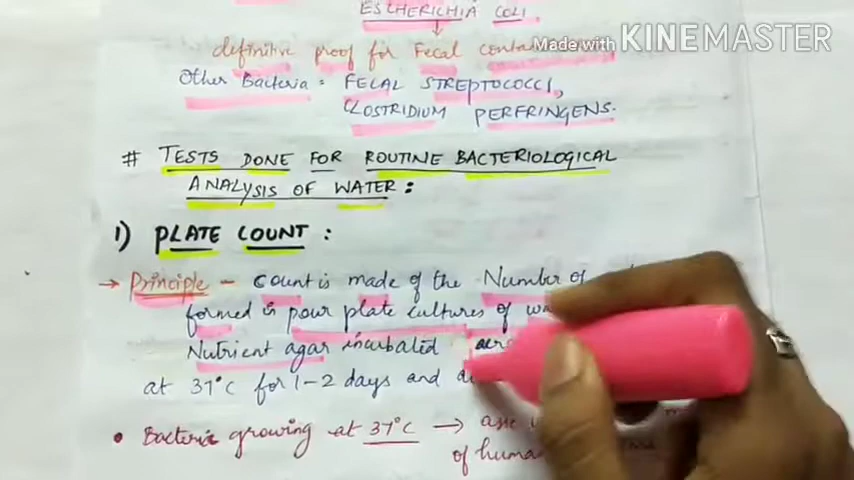 ESCHERICHIA COLI
definitive proof for Fecal
Made with KINEMASTER
Other Bacteria = FECAL STREPTOCOCCI,
CLOSTRIDIUM PERFRINGENS.
# TESTS DONE FOR ROUTINE BACTERIOLOGICAL
ANALYSIS OF WATER :
1) PLATE COUNT :
→ Principle - Count is made of the Number of
formed in pour plate cultures of
Nutrient agar incubated
at 37°C for 1-2 days and
• Bacteria growing at 37°C →
of human